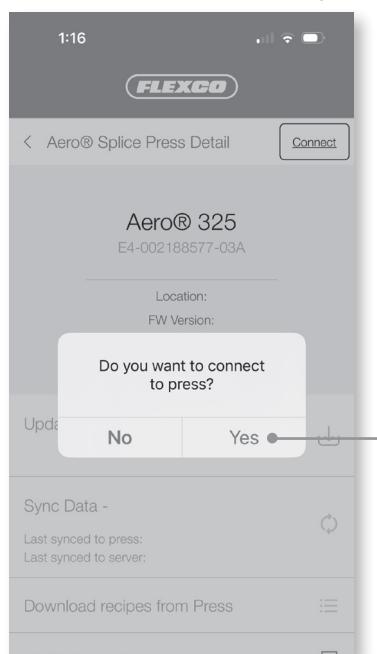 1:16
FLEXCO
< Aero® Splice Press Detail Connect
Aero® 325
E4-002188577-03A
Location:
FW Version:
Do you want to connect
to press?
Upda
No Yes
Sync Data -
Last synced to press:
Last synced to server:
Download recipes from Press